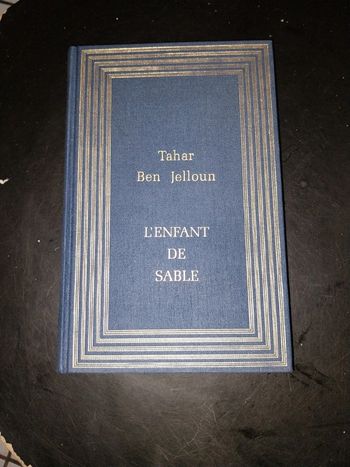 Tahar
Ben Jelloun
L'ENFANT
DE
SABLE